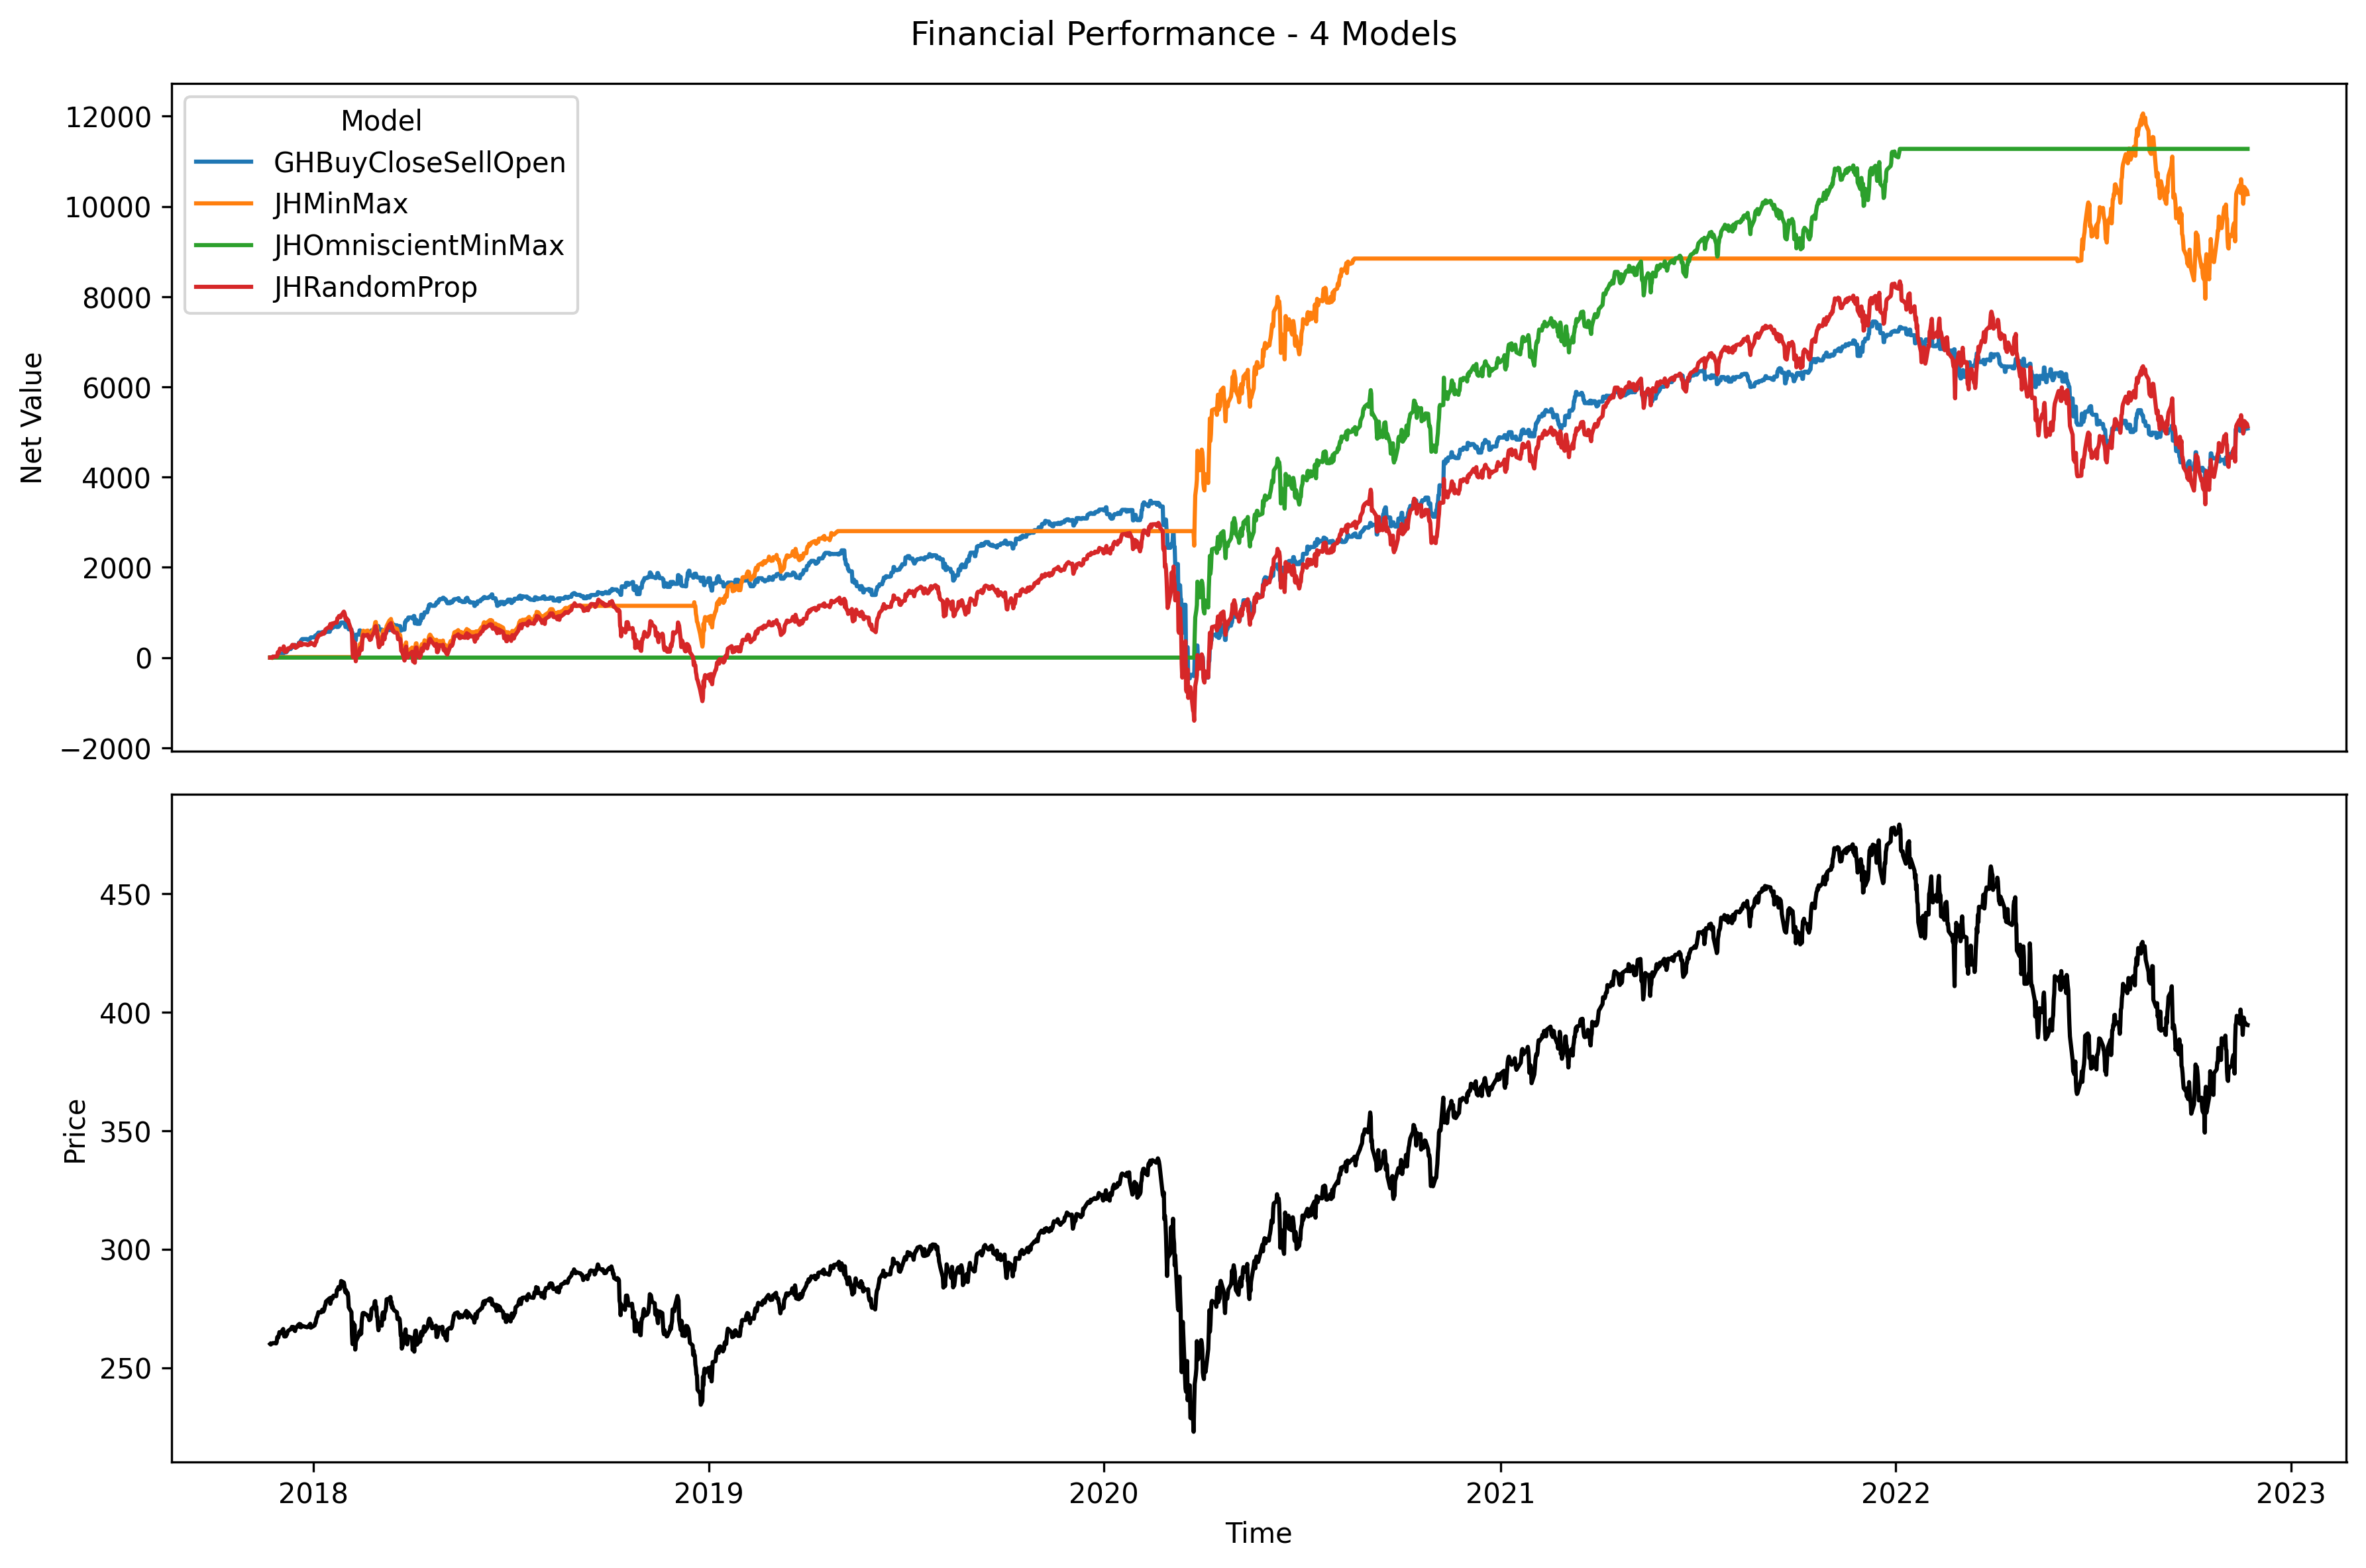 Financial Performance - 4 Models
Model
GHBuyCloseSellOpen
JHMinMax
JHOmniscientMinMax
JHRandomProp
Net Value
12000
10000
8000
6000
4000
2000
0
−2000
Price
450
400
350
300
250
2018 2019 2020 2021 2022 2023
Time